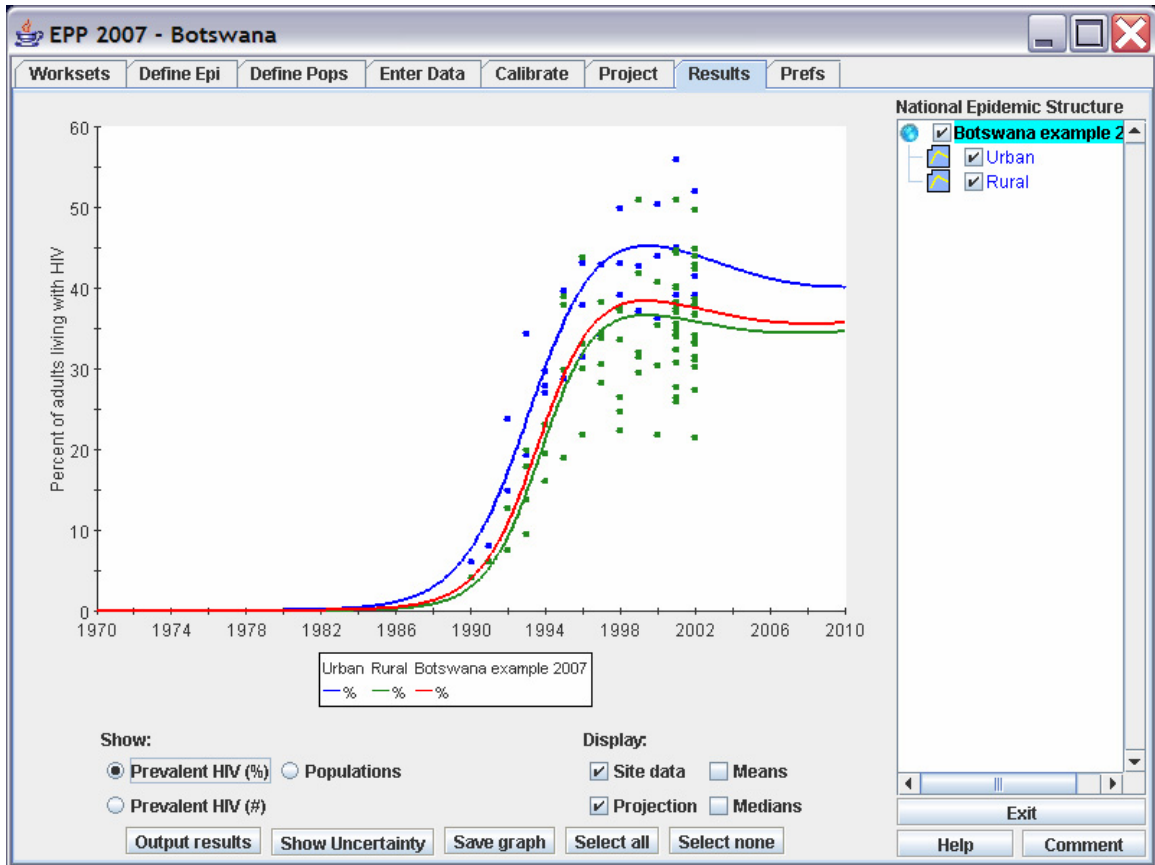 EPP 2007 - Botswana
Worksets Define Epi Define Pops Enter Data Calibrate Project Results Prefs
National Epidemic Structure
Botswana example 2
Urban
Rural
Percent of adults living with HIV
60
50
40
30
20
10
0
1970 1974 1978 1982 1986 1990 1994 1998 2002 2006 2010
Urban Rural Botswana example 2007
% % %
Show:
Prevalent HIV (%) Populations
Prevalent HIV (#)
Display:
Site data Means
Projection Medians
Output results Show Uncertainty Save graph Select all Select none
Exit
Help Comment